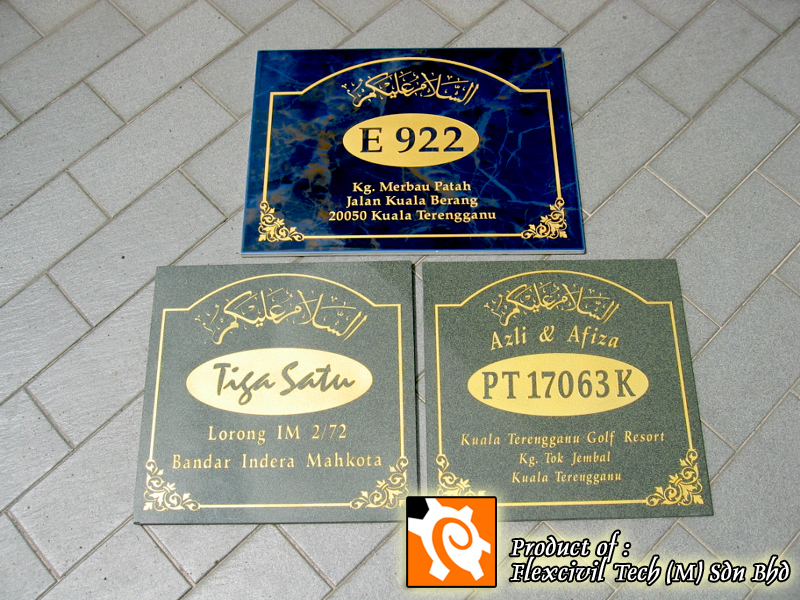 السلام عليكم
E 922
Kg. Merbau Patah
Jalan Kuala Berang
20050 Kuala Terengganu
السلام عليكم
Tiga Satu
Lorong IM 2/72
Bandar Indera Mahkota
السلام عليكم
Azli & Afiza
PT 17063 K
Kuala Terengganu Golf Resort
Kg. Tok Jembal
Kuala Terengganu
Product of :
Flexcivil Tech (M) Sdn Bhd